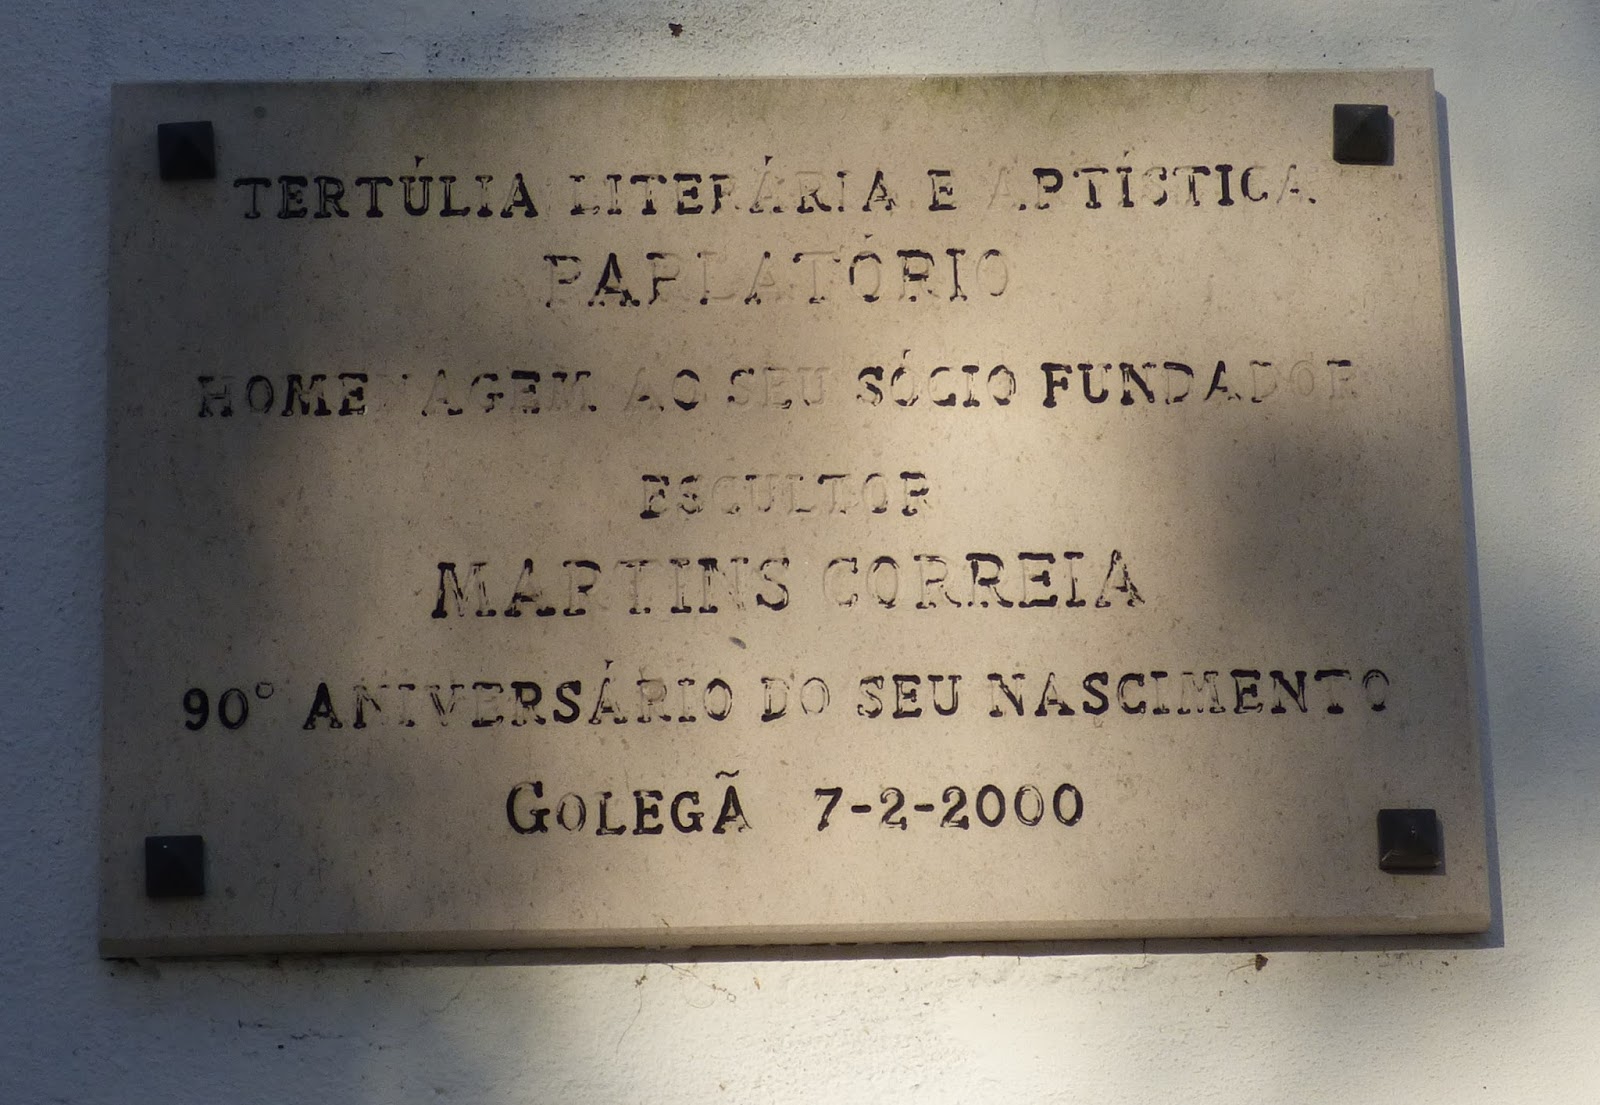 TERTÚLIA LITERÁRIA E ARTÍSTICA
PARLATÓRIO
HOMENAGEM AO SEU SÓCIO FUNDADOR
ESCULTOR
MARTINS CORREIA
90° ANIVERSÁRIO DO SEU NASCIMENTO
GOLEGÃ 7-2-2000